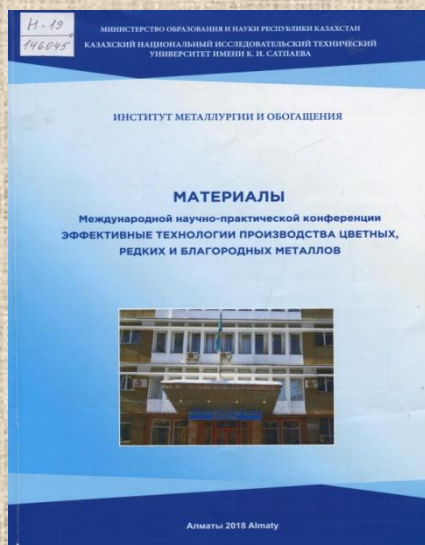 Н-19
146045
МИНИСТЕРСТВО ОБРАЗОВАНИЯ И НАУКИ РЕСПУБЛИКИ КАЗАХСТАН
КАЗАХСКИЙ НАЦИОНАЛЬНЫЙ ИССЛЕДОВАТЕЛЬСКИЙ ТЕХНИЧЕСКИЙ
УНИВЕРСИТЕТ ИМЕНИ К. И. САТПАЕВА
ИНСТИТУТ МЕТАЛЛУРГИИ И ОБОГАЩЕНИЯ
МАТЕРИАЛЫ
Международной научно-практической конференции
ЭФФЕКТИВНЫЕ ТЕХНОЛОГИИ ПРОИЗВОДСТВА ЦВЕТНЫХ,
РЕДКИХ И БЛАГОРОДНЫХ МЕТАЛЛОВ
Алматы 2018 Almaty